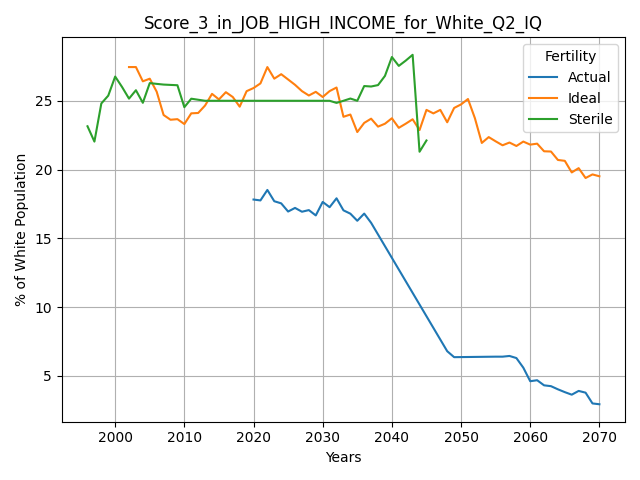 Score_3_in_JOB_HIGH_INCOME_for_White_Q2_IQ
Fertility
Actual
Ideal
Sterile
% of White Population
25
20
15
10
5
2000 2010 2020 2030 2040 2050 2060 2070
Years